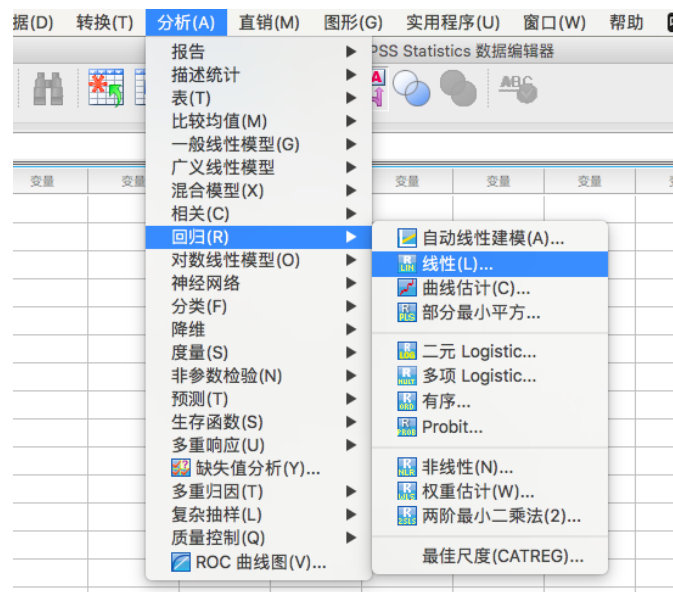 据(D) 转换(T) 分析(A) 直销(M) 图形(G) 实用程序(U) 窗口(W) 帮助
PSS Statistics 数据编辑器
报告
描述统计
表(T)
比较均值(M)
一般线性模型(G)
广义线性模型
混合模型(X)
相关(C)
回归(R)
对数线性模型(O)
神经网络
分类(F)
降维
度量(S)
非参数检验(N)
预测(T)
生存函数(S)
多重响应(U)
缺失值分析(Y)...
多重归因(T)
复杂抽样(L)
质量控制(Q)
ROC 曲线图(V)...
变量 变量 变量 变量 变量
自动线性建模(A)...
线性(L)...
曲线估计(C)...
部分最小平方...
二元 Logistic...
多项 Logistic...
有序...
Probit...
非线性(N)...
权重估计(W)...
两阶最小二乘法(2)...
最佳尺度(CATREG)...